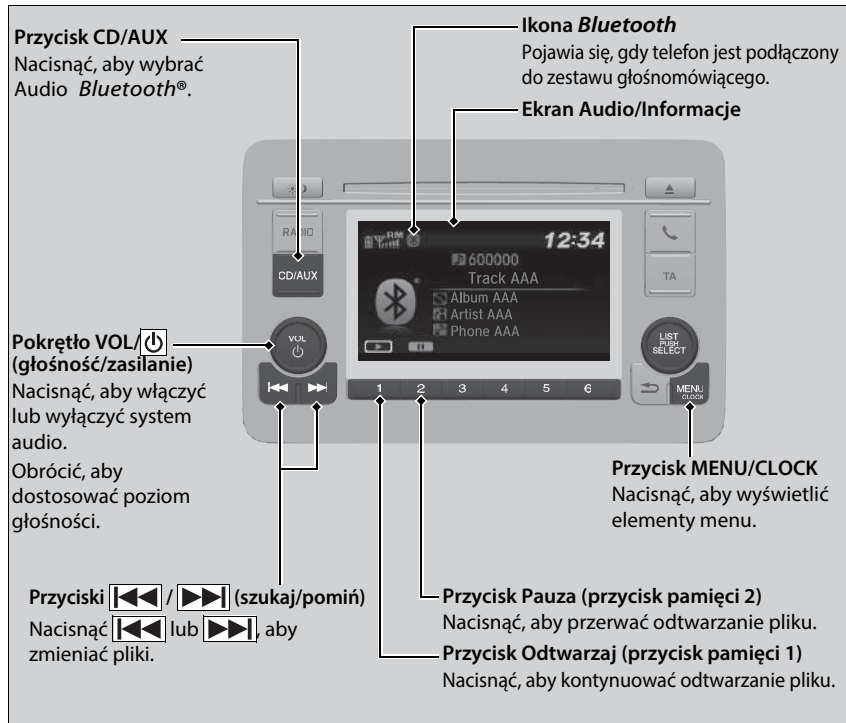 Przycisk CD/AUX
Nacisnąć, aby wybrać
Audio Bluetooth®.
Ikona Bluetooth
Pojawia się, gdy telefon jest podłączony
do zestawu głośnomówiącego.
Ekran Audio/Informacje
RADIO
CD/AUX
VOL
RM
12:34
600000
Track AAA
Album AAA
Artist AAA
Phone AAA
TA
LIST
PUSH
SELECT
MENU
CLOCK
1 2 3 4 5 6
Pokrętło VOL/
(głośność/zasilanie)
Nacisnąć, aby włączyć
lub wyłączyć system
audio.
Obrócić, aby
dostosować poziom
głośności.
Przycisk MENU/CLOCK
Nacisnąć, aby wyświetlić
elementy menu.
Przyciski / (szukaj/pomiń)
Nacisnąć lub , aby
zmieniać pliki.
Przycisk Pauza (przycisk pamięci 2)
Nacisnąć, aby przerwać odtwarzanie pliku.
Przycisk Odtwarzaj (przycisk pamięci 1)
Nacisnąć, aby kontynuować odtwarzanie pliku.